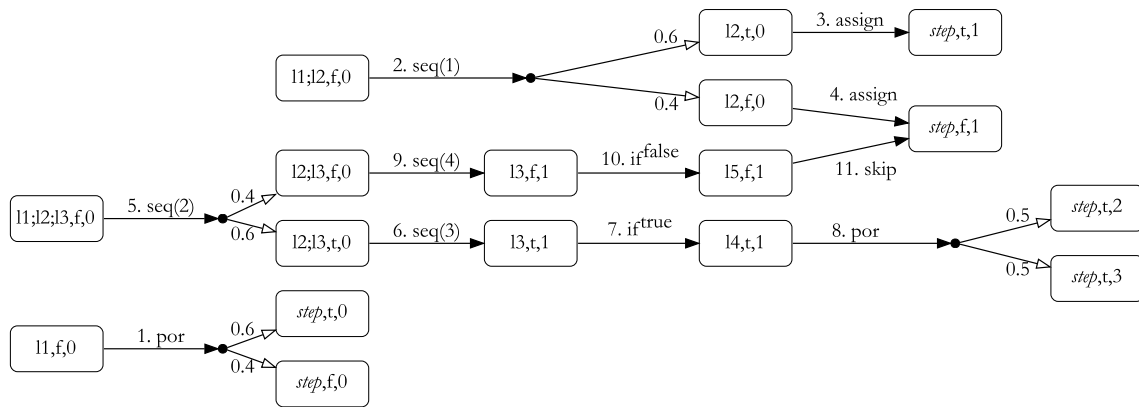 0.6
l2,t,0
3. assign
step,t,1
l1;l2,f,0
2. seq(1)
0.4
l2,f,0
4. assign
step,f,1
l2;l3,f,0
9. seq(4)
l3,f,1
10. if^false
l5,f,1
11. skip
l1;l2;l3,f,0
5. seq(2)
0.4
0.6
l2;l3,t,0
6. seq(3)
l3,t,1
7. if^true
l4,t,1
8. por
0.5
step,t,2
0.5
step,t,3
l1,f,0
1. por
0.6
step,t,0
0.4
step,f,0